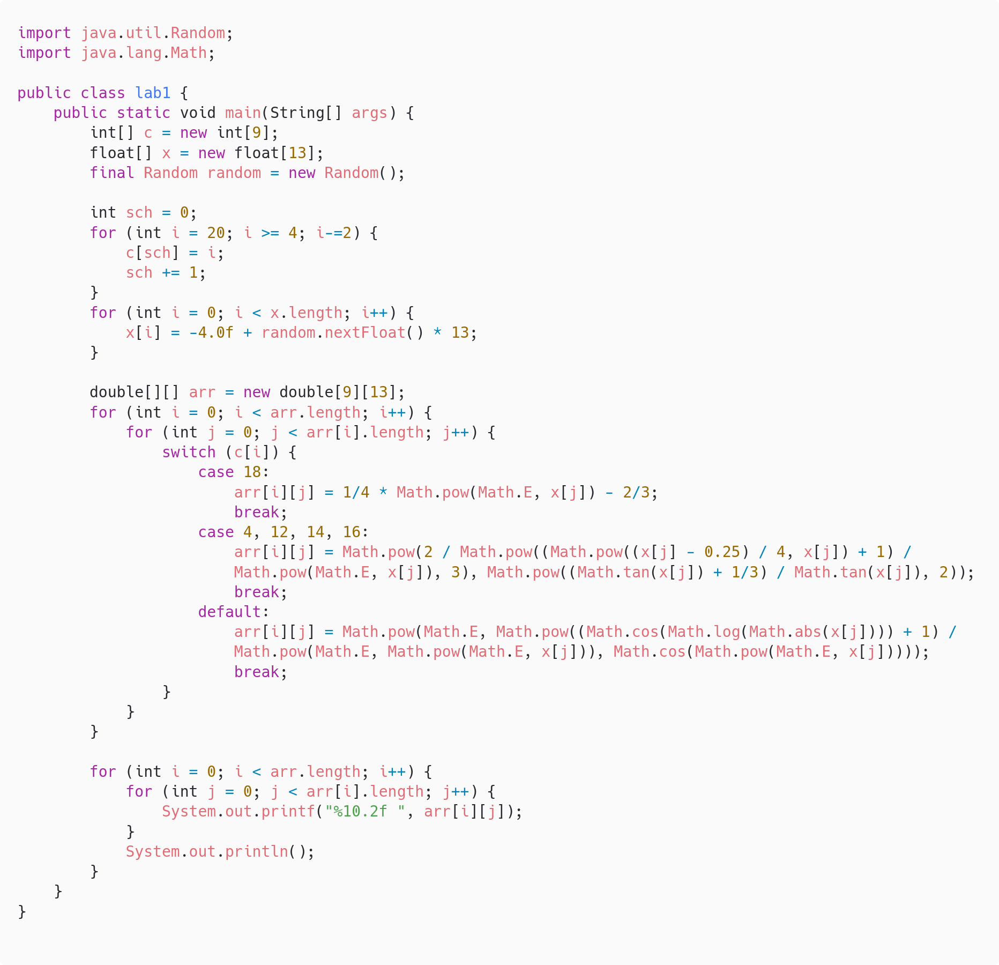 import java.util.Random;
import java.lang.Math;

public class lab1 {
    public static void main(String[] args) {
        int[] c = new int[9];
        float[] x = new float[13];
        final Random random = new Random();

        int sch = 0;
        for (int i = 20; i >= 4; i-=2) {
            c[sch] = i;
            sch += 1;
        }
        for (int i = 0; i < x.length; i++) {
            x[i] = -4.0f + random.nextFloat() * 13;
        }

        double[][] arr = new double[9][13];
        for (int i = 0; i < arr.length; i++) {
            for (int j = 0; j < arr[i].length; j++) {
                switch (c[i]) {
                    case 18:
                        arr[i][j] = 1/4 * Math.pow(Math.E, x[j]) - 2/3;
                        break;
                    case 4, 12, 14, 16:
                        arr[i][j] = Math.pow(2 / Math.pow((Math.pow((x[j] - 0.25) / 4, x[j]) + 1) /
                        Math.pow(Math.E, x[j]), 3), Math.pow((Math.tan(x[j]) + 1/3) / Math.tan(x[j]), 2));
                        break;
                    default:
                        arr[i][j] = Math.pow(Math.E, Math.pow((Math.cos(Math.log(Math.abs(x[j]))) + 1) /
                        Math.pow(Math.E, Math.pow(Math.E, x[j])), Math.cos(Math.pow(Math.E, x[j]))));
                        break;
                }
            }
        }

        for (int i = 0; i < arr.length; i++) {
            for (int j = 0; j < arr[i].length; j++) {
                System.out.printf("%10.2f ", arr[i][j]);
            }
            System.out.println();
        }
    }
}